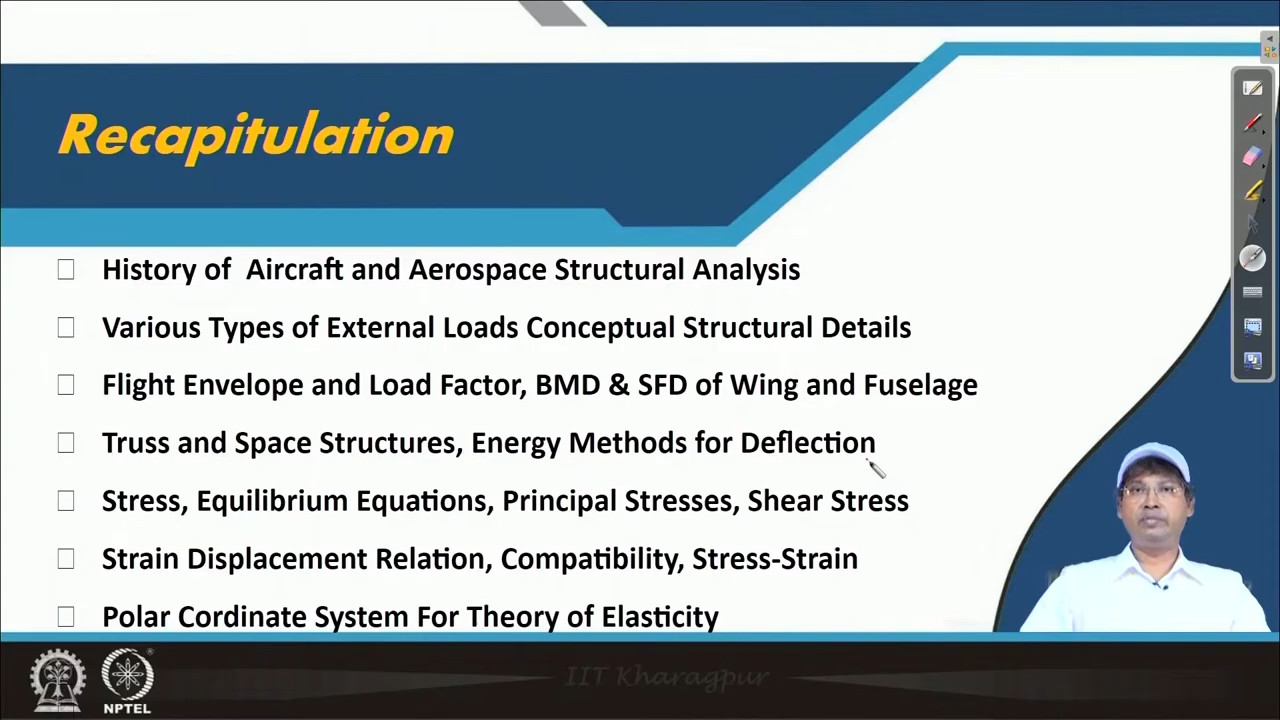 Recapitulation
History of Aircraft and Aerospace Structural Analysis
Various Types of External Loads Conceptual Structural Details
Flight Envelope and Load Factor, BMD & SFD of Wing and Fuselage
Truss and Space Structures, Energy Methods for Deflection
Stress, Equilibrium Equations, Principal Stresses, Shear Stress
Strain Displacement Relation, Compatibility, Stress-Strain
Polar Cordinate System For Theory of Elasticity
IIT Kharagpur
NPTEL